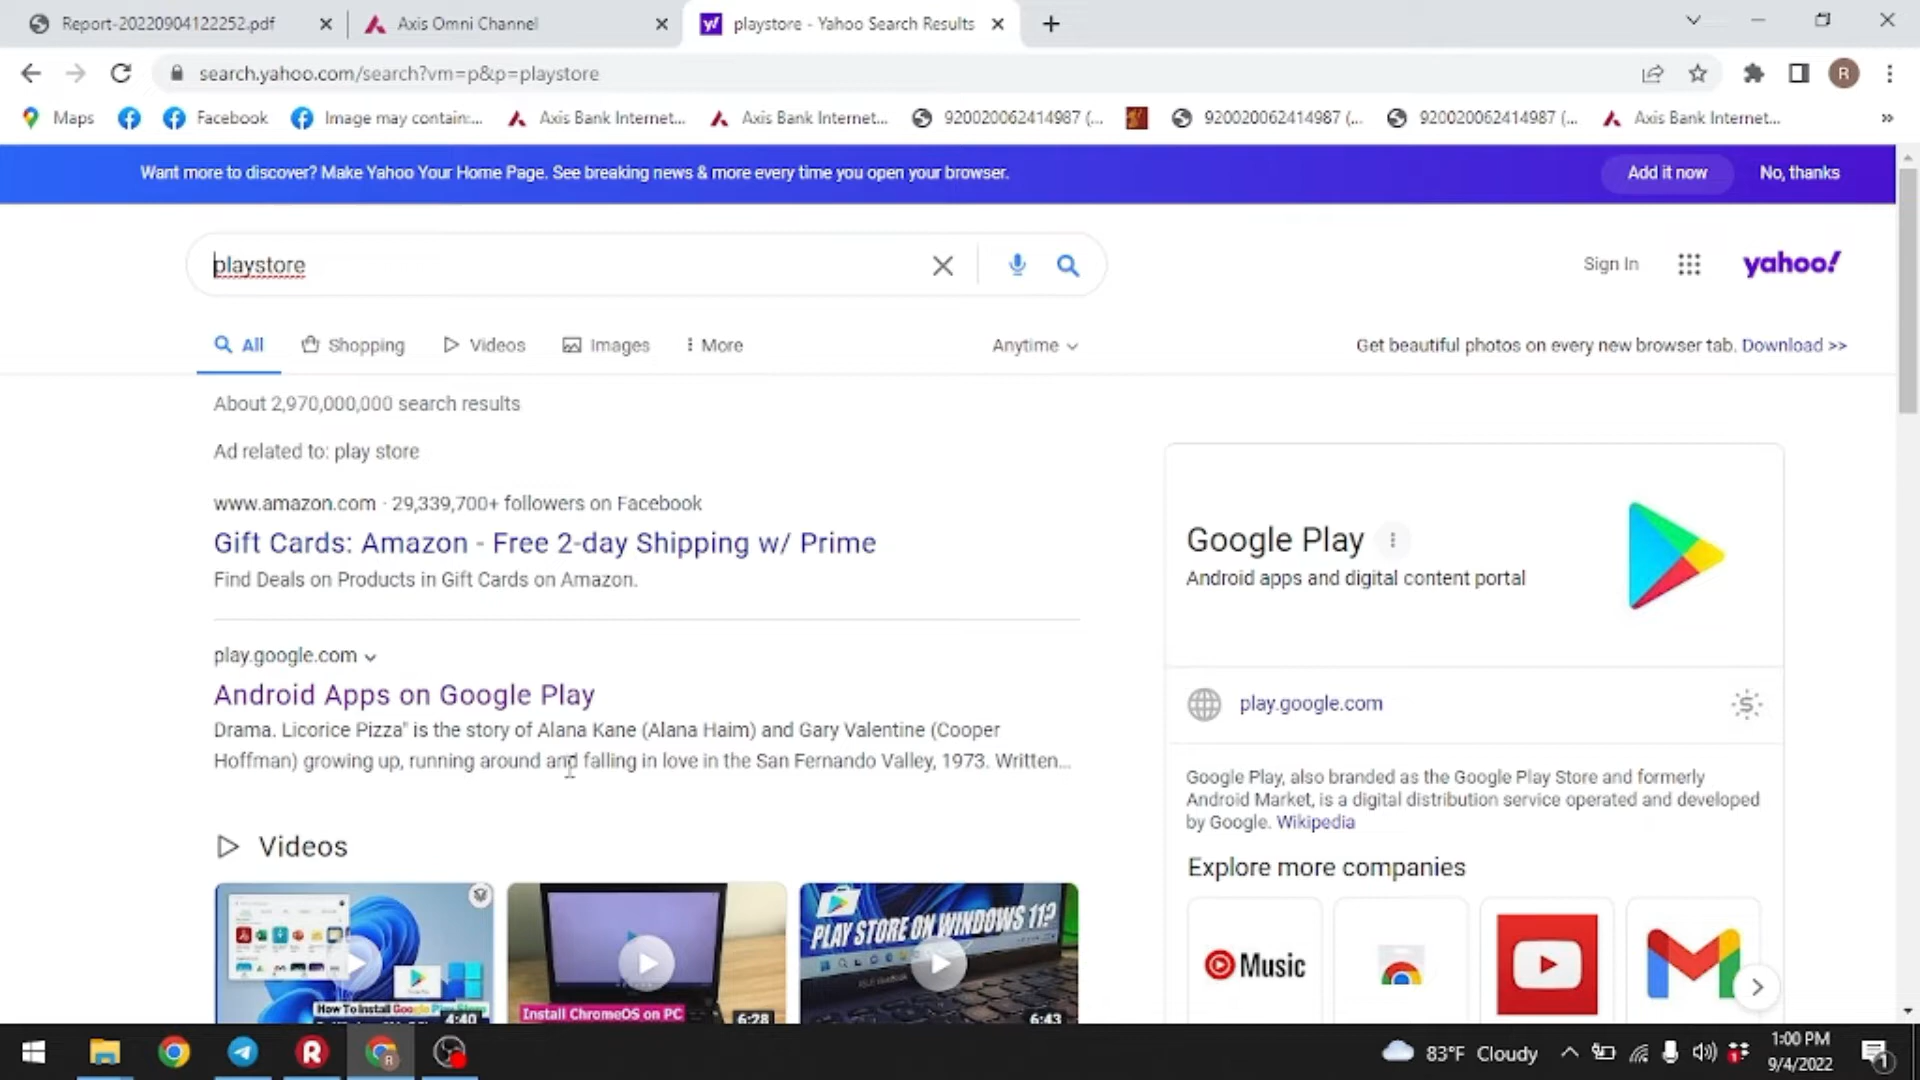 Report-20220904122252.pdf
Axis Omni Channel
playstore - Yahoo Search Results
search.yahoo.com/search?vm=p&p=playstore
R
Maps
Facebook
Image may contain:...
Axis Bank Internet...
Axis Bank Internet...
920020062414987 (...
920020062414987 (...
920020062414987 (...
Axis Bank Internet...
Want more to discover? Make Yahoo Your Home Page. See breaking news & more every time you open your browser.
Add it now
No, thanks
playstore
Sign In
yahoo!
All
Shopping
Videos
Images
More
Anytime
Get beautiful photos on every new browser tab. Download >>
About 2,970,000,000 search results
Ad related to: play store
www.amazon.com · 29,339,700+ followers on Facebook
Gift Cards: Amazon - Free 2-day Shipping w/ Prime
Find Deals on Products in Gift Cards on Amazon.
play.google.com
Android Apps on Google Play
Drama. Licorice Pizza" is the story of Alana Kane (Alana Haim) and Gary Valentine (Cooper
Hoffman) growing up, running around and falling in love in the San Fernando Valley, 1973. Written...
Videos
How To Install Google Play Store
4:40
Install ChromeOS on PC
6:28
PLAY STORE ON WINDOWS 11?
6:43
Google Play
Android apps and digital content portal
play.google.com
Google Play, also branded as the Google Play Store and formerly
Android Market, is a digital distribution service operated and developed
by Google. Wikipedia
Explore more companies
Music
83°F Cloudy
1:00 PM
9/4/2022
1